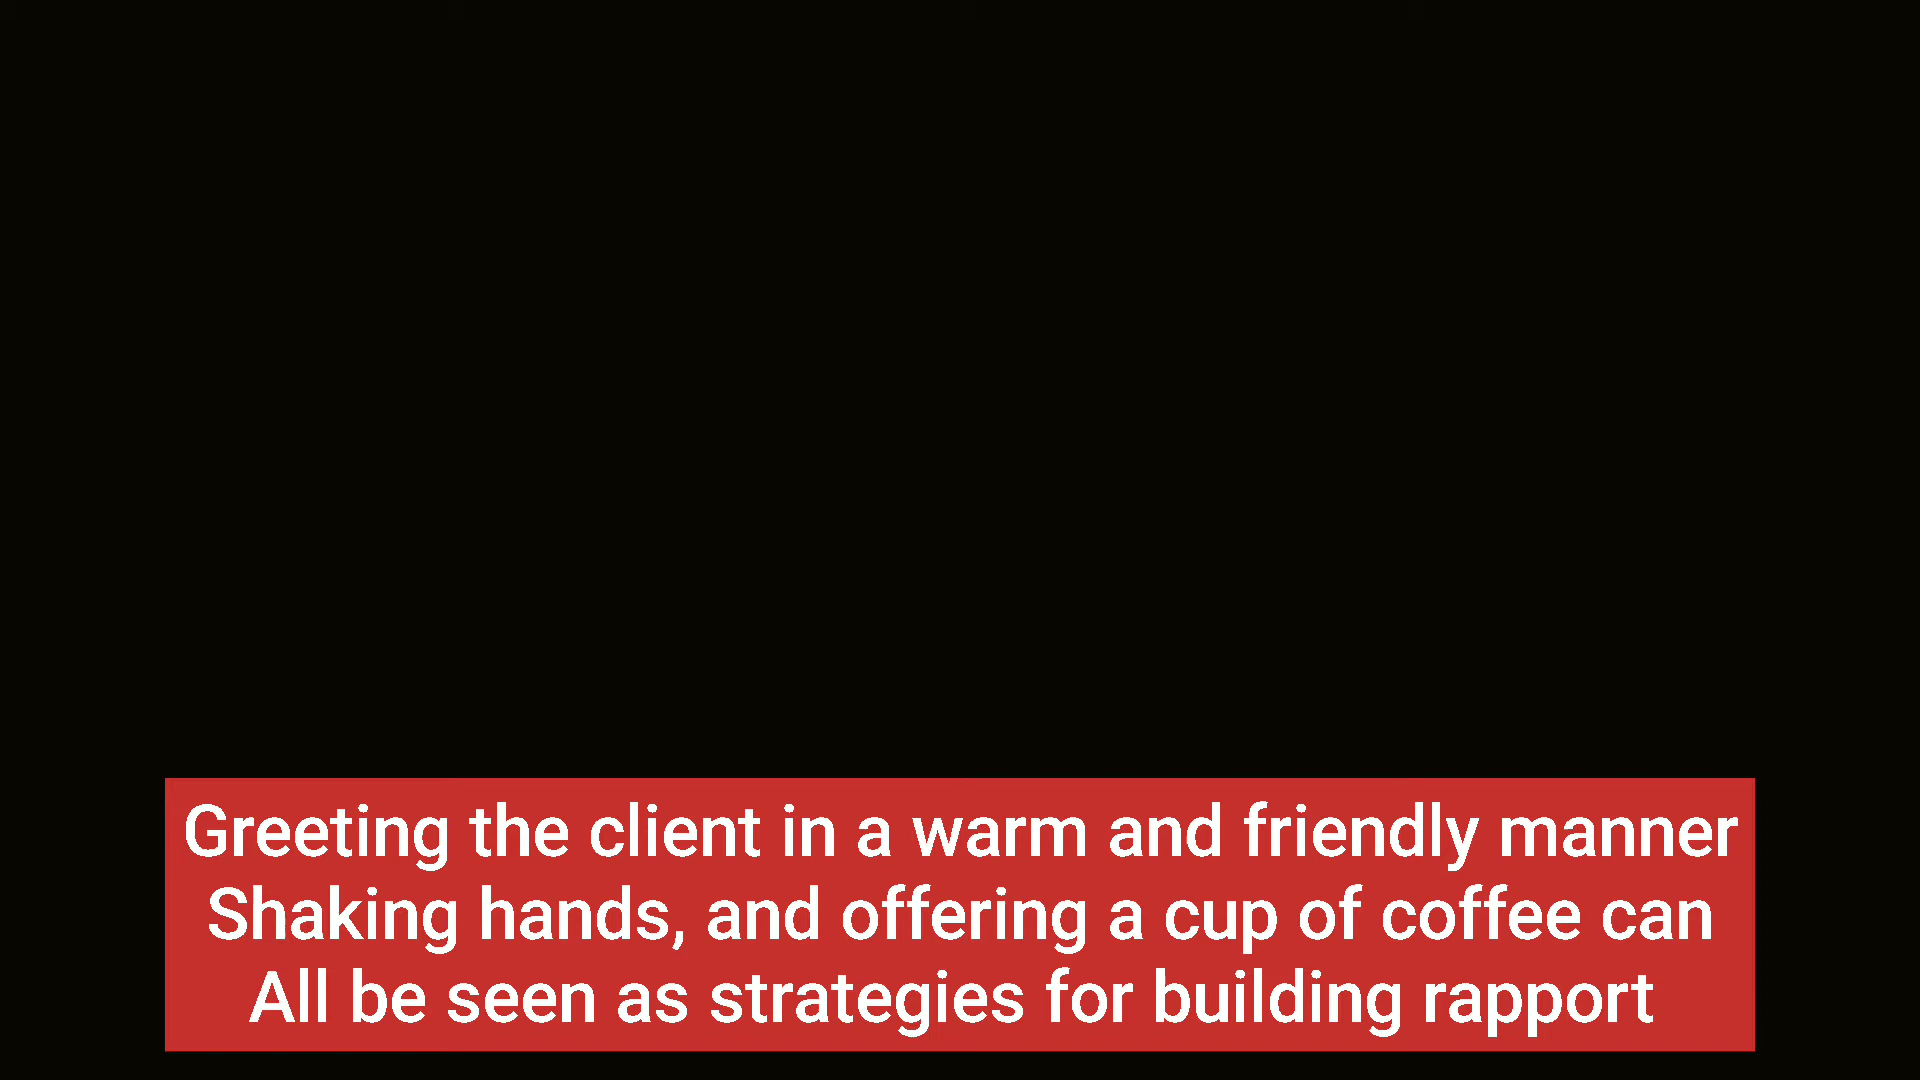 Greeting the client in a warm and friendly manner
Shaking hands, and offering a cup of coffee can
All be seen as strategies for building rapport